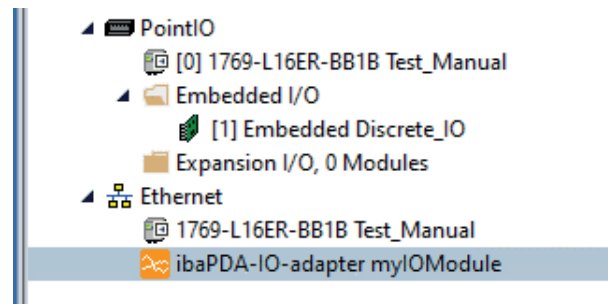 PointIO
[0] 1769-L16ER-BB1B Test_Manual
Embedded I/O
[1] Embedded Discrete_IO
Expansion I/O, 0 Modules
Ethernet
1769-L16ER-BB1B Test_Manual
ibaPDA-IO-adapter myIOModule